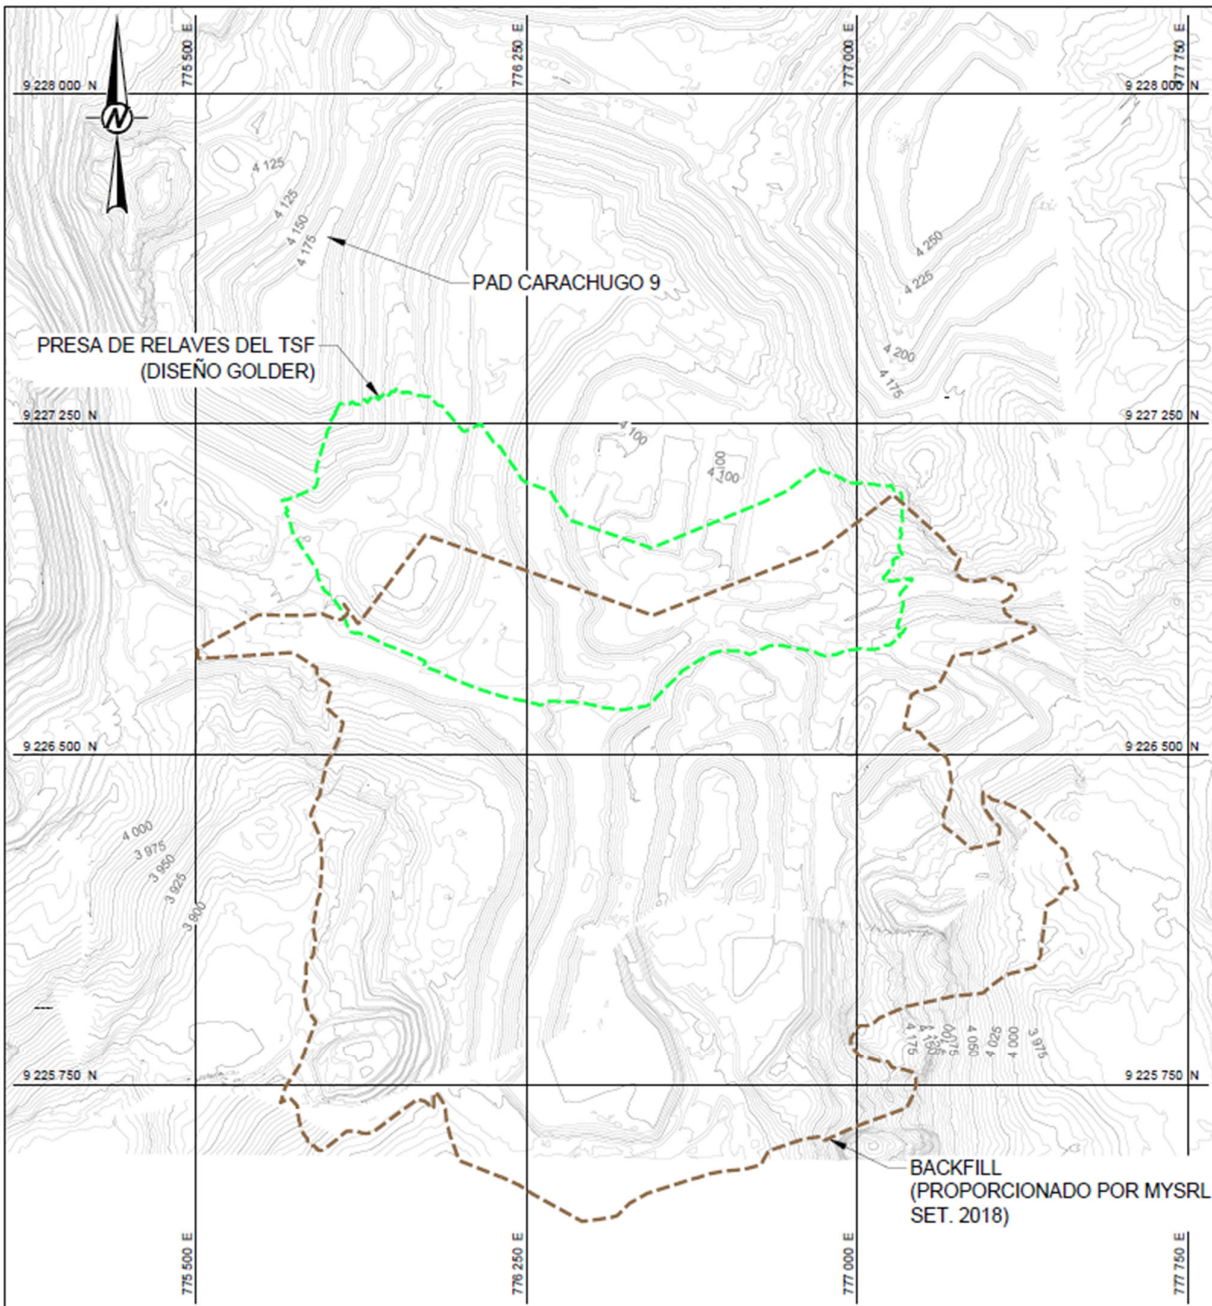 775 500 E
776 250 E
777 000 E
777 750 E
9 228 000 N
9 228 000 N
N
4 125
4 125
4 150
4 175
4 250
4 225
PAD CARACHUGO 9
PRESA DE RELAVES DEL TSF
(DISEÑO GOLDER)
4 200
4 175
9 227 250 N
9 227 250 N
4 100
4 100
4 100
9 226 500 N
9 226 500 N
4 000
3 975
3 950
3 925
3 900
4 175
4 150
4 075
4 050
4 025
4 000
3 975
9 225 750 N
9 225 750 N
BACKFILL
(PROPORCIONADO POR MYSRL
SET. 2018)
775 500 E
776 250 E
777 000 E
777 750 E